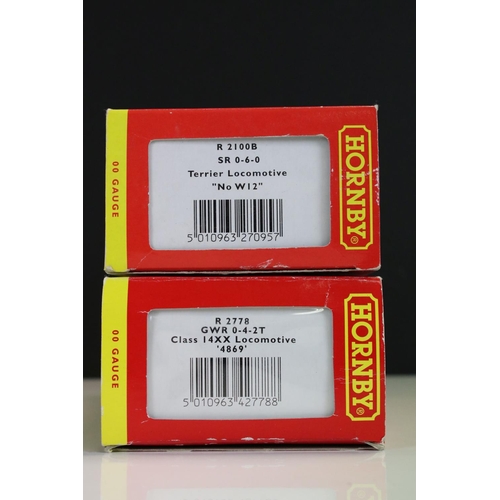 00 GAUGE
R 2100B
SR 0-6-0
Terrier Locomotive
"No W12"
5 010963 270957
HORNBY®
00 GAUGE
R 2778
GWR 0-4-2T
Class 14XX Locomotive
'4869'
5 010963 427788
HORNBY®